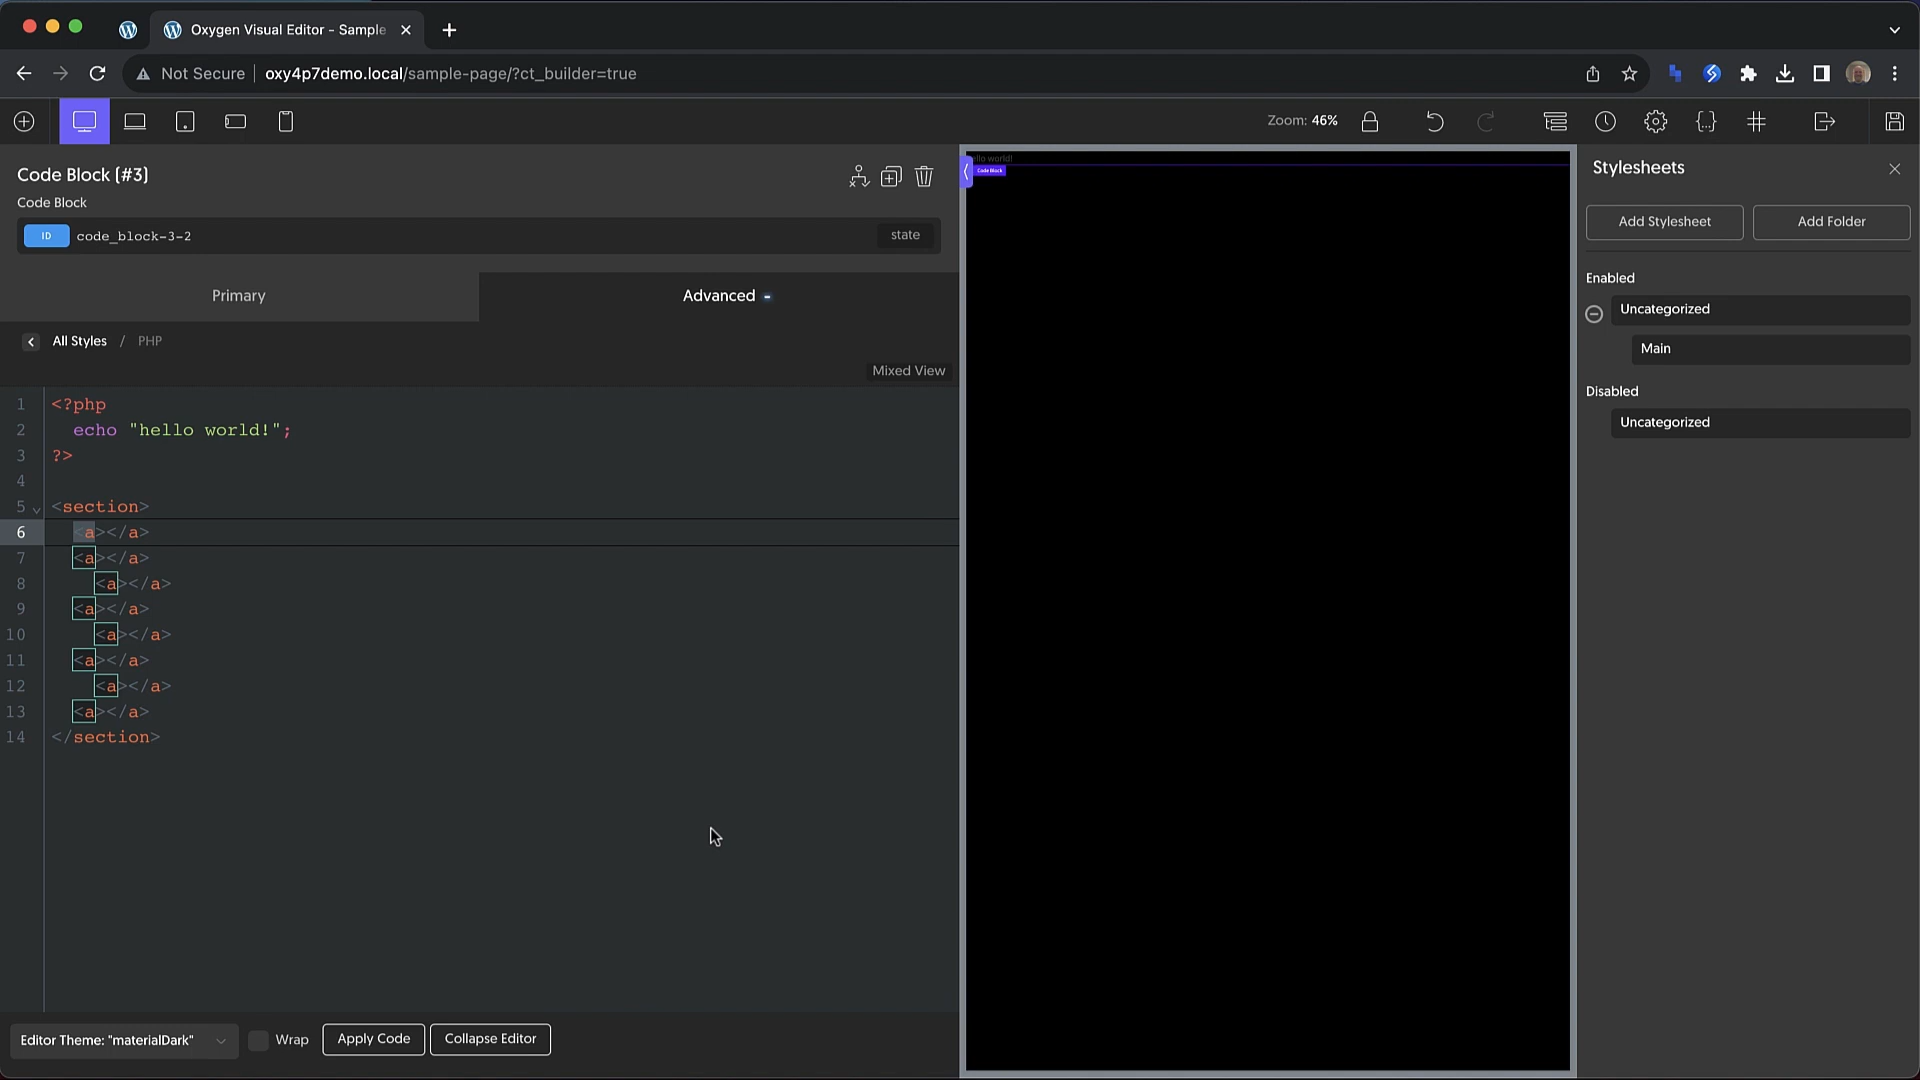 Oxygen Visual Editor - Sample
Not Secure oxy4p7demo.local/sample-page/?ct_builder=true
Zoom: 46%
Code Block (#3)
Code Block
ID code_block-3-2 state
Primary
Advanced
All Styles / PHP
Mixed View
1 <?php
2 echo "hello world!";
3 ?>
4
5 <section>
6 <a></a>
7 <a></a>
8 <a></a>
9 <a></a>
10 <a></a>
11 <a></a>
12 <a></a>
13 <a></a>
14 </section>
Editor Theme: "materialDark"
Wrap
Apply Code
Collapse Editor
world!
Code Block
Stylesheets
Add Stylesheet
Add Folder
Enabled
Uncategorized
Main
Disabled
Uncategorized